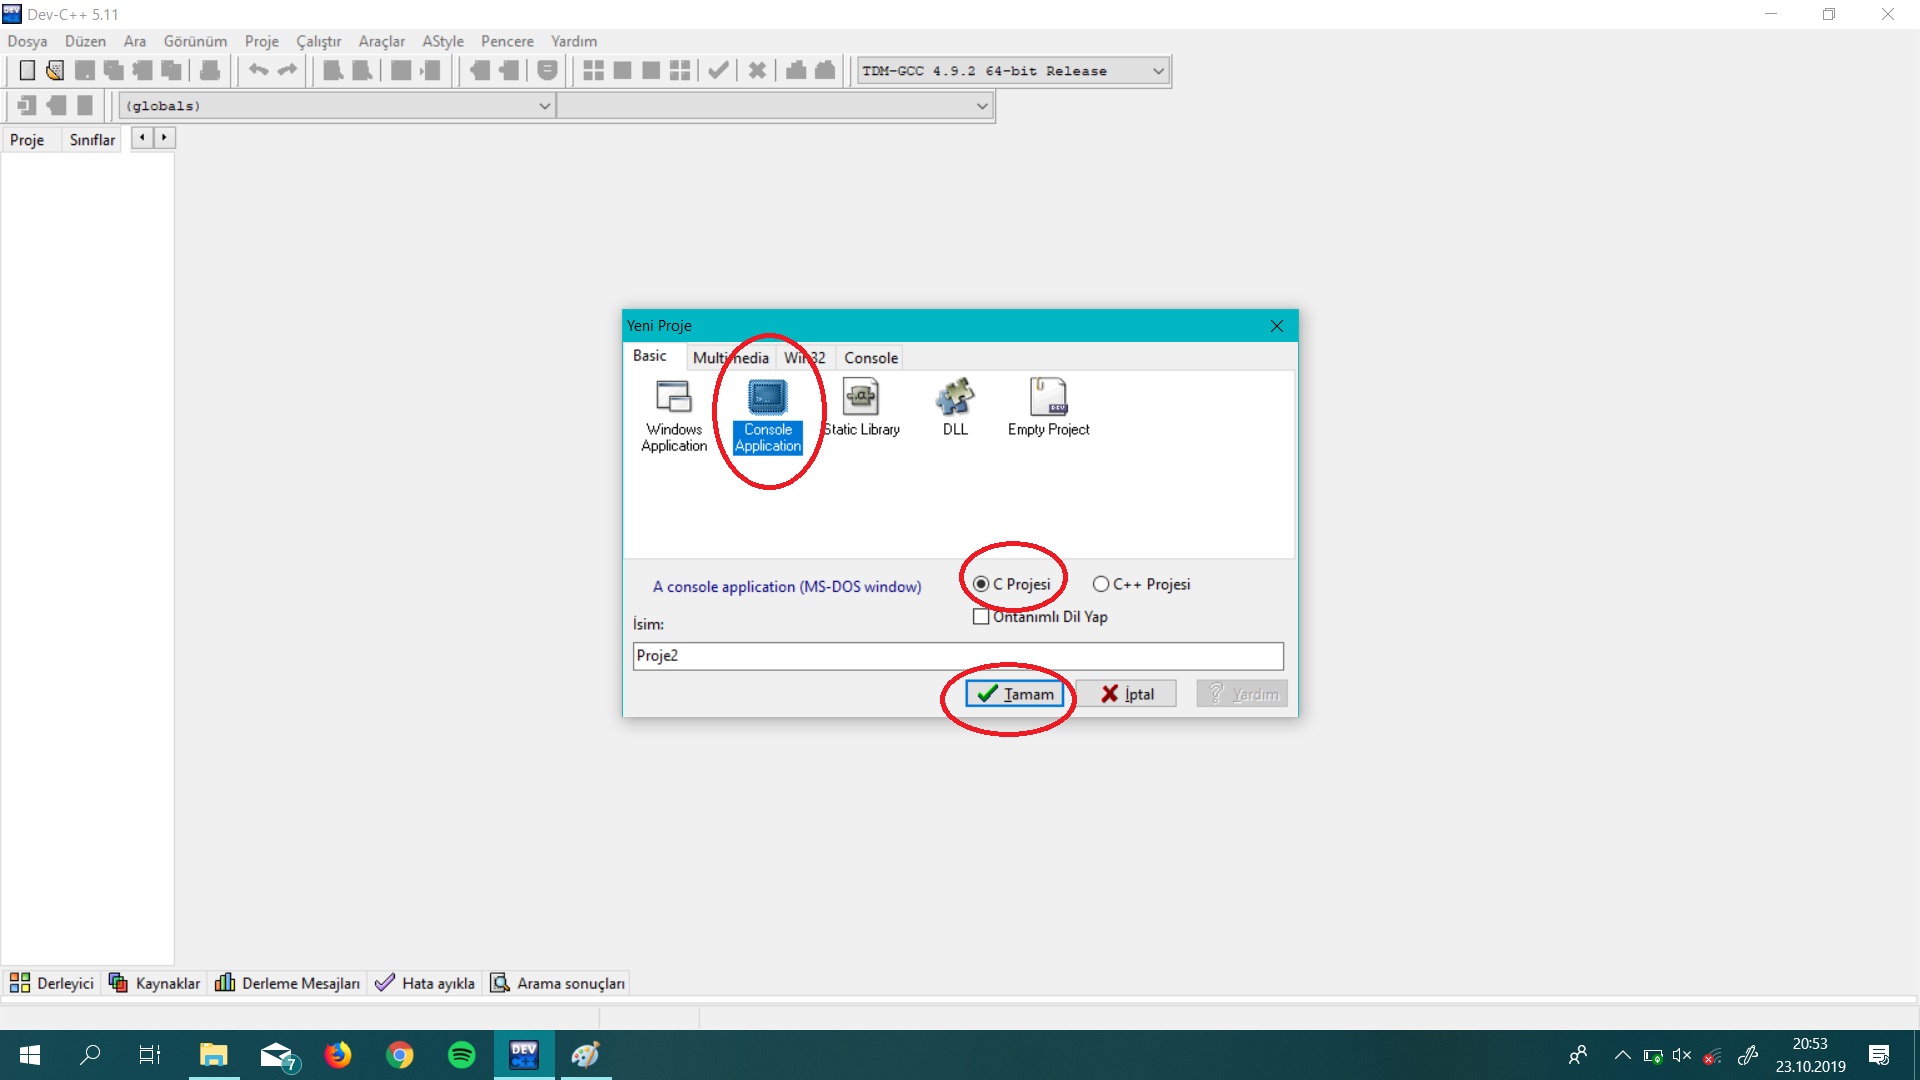 Dev-C++ 5.11
Dosya Düzen Ara Görünüm Proje Çalıştır Araçlar AStyle Pencere Yardım
TDM-GCC 4.9.2 64-bit Release
(globals)
Proje Sınıflar
Yeni Proje
Basic Multimedia Win32 Console
Windows Application
Console Application
Static Library
DLL
Empty Project
A console application (MS-DOS window)
C Projesi C++ Projesi
Ontanımlı Dil Yap
İsim:
Proje2
Tamam İptal Yardım
Derleyici Kaynaklar Derleme Mesajları Hata ayıkla Arama sonuçları
7
DEV C++
20:53
23.10.2019